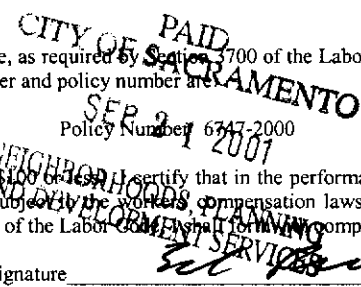 PAID
CITY OF SACRAMENTO
e, as required by Section 3700 of the Labo
er and policy number are
SEP 21 2001
Policy Number 6747-2000
NEIGHBORHOODS, PLANNING
AND DEVELOPMENT SERVICES
$100 or less) I certify that in the performa
subject to the workers compensation laws
of the Labor Code, I shall forthwith comp
ignature